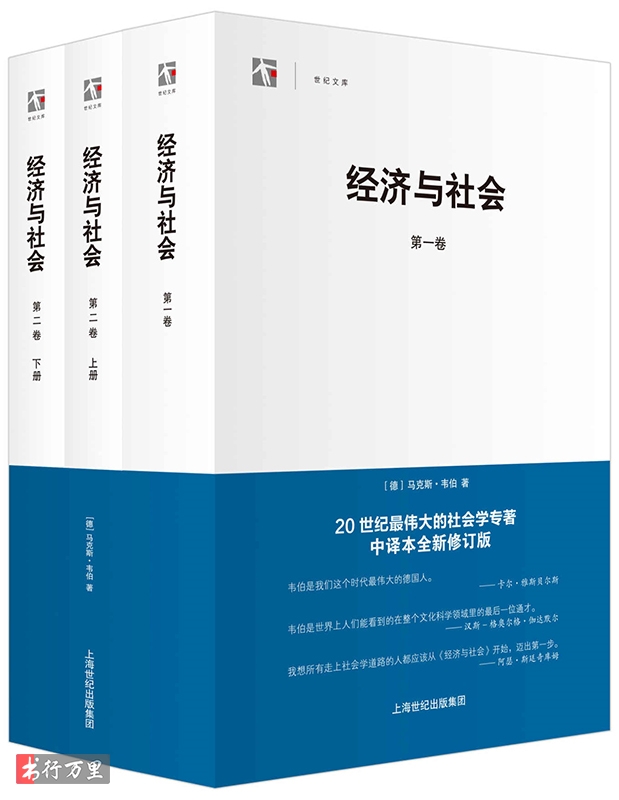 世纪文库
经济与社会
第二卷 下册
世纪文库
经济与社会
第二卷 上册
[德]马克斯·韦伯 著
上海世纪出版集团
世纪文库
经济与社会
第一卷
世纪文库
经济与社会
第一卷
[德]马克斯·韦伯 著
20世纪最伟大的社会学专著
中译本全新修订版
韦伯是我们这个时代最伟大的德国人。
——卡尔·雅斯贝尔斯
韦伯是世界上人们能看到的在整个文化科学领域里的最后一位通才。
——汉斯-格奥尔格·伽达默尔
我想所有走上社会学道路的人都应该从《经济与社会》开始,迈出第一步。
——阿瑟·斯廷奇库姆
上海世纪出版集团
书行万里